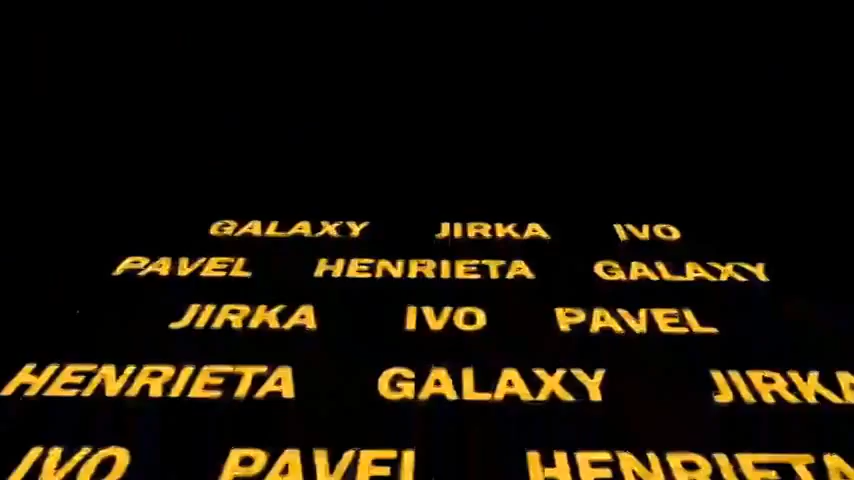 GALAXY JIRKA IVO
PAVEL HENRIETA GALAXY
JIRKA IVO PAVEL
HENRIETA GALAXY JIRKA
IVO PAVEL HENRIETA